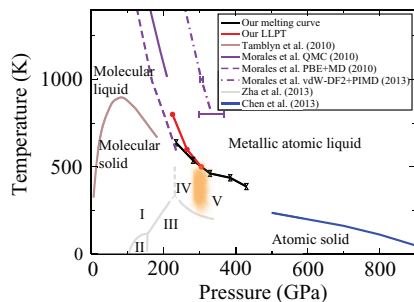 Temperature (K)
1000
500
0
0
200
400
600
800
Pressure (GPa)
Our melting curve
Our LLPT
Tamblyn et al. (2010)
Morales et al. QMC (2010)
Morales et al. PBE+MD (2010)
Morales et al. vdW-DF2+PIMD (2013)
Zha et al. (2013)
Chen et al. (2013)
Molecular
liquid
Molecular
solid
Metallic atomic liquid
IV
V
I
III
II
Atomic solid